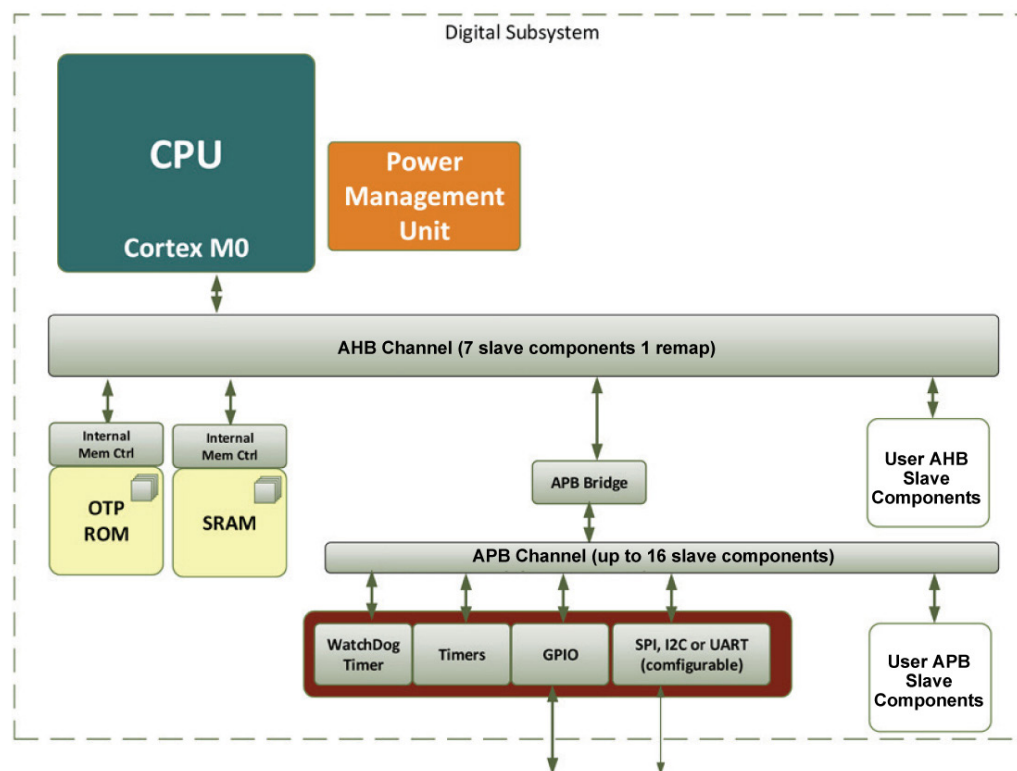 Digital Subsystem
CPU
Cortex M0
Power
Management
Unit
AHB Channel (7 slave components 1 remap)
Internal
Mem Ctrl
OTP
ROM
Internal
Mem Ctrl
SRAM
APB Bridge
User AHB
Slave
Components
APB Channel (up to 16 slave components)
WatchDog
Timer
Timers
GPIO
SPI, I2C or UART
(comfigurable)
User APB
Slave
Components